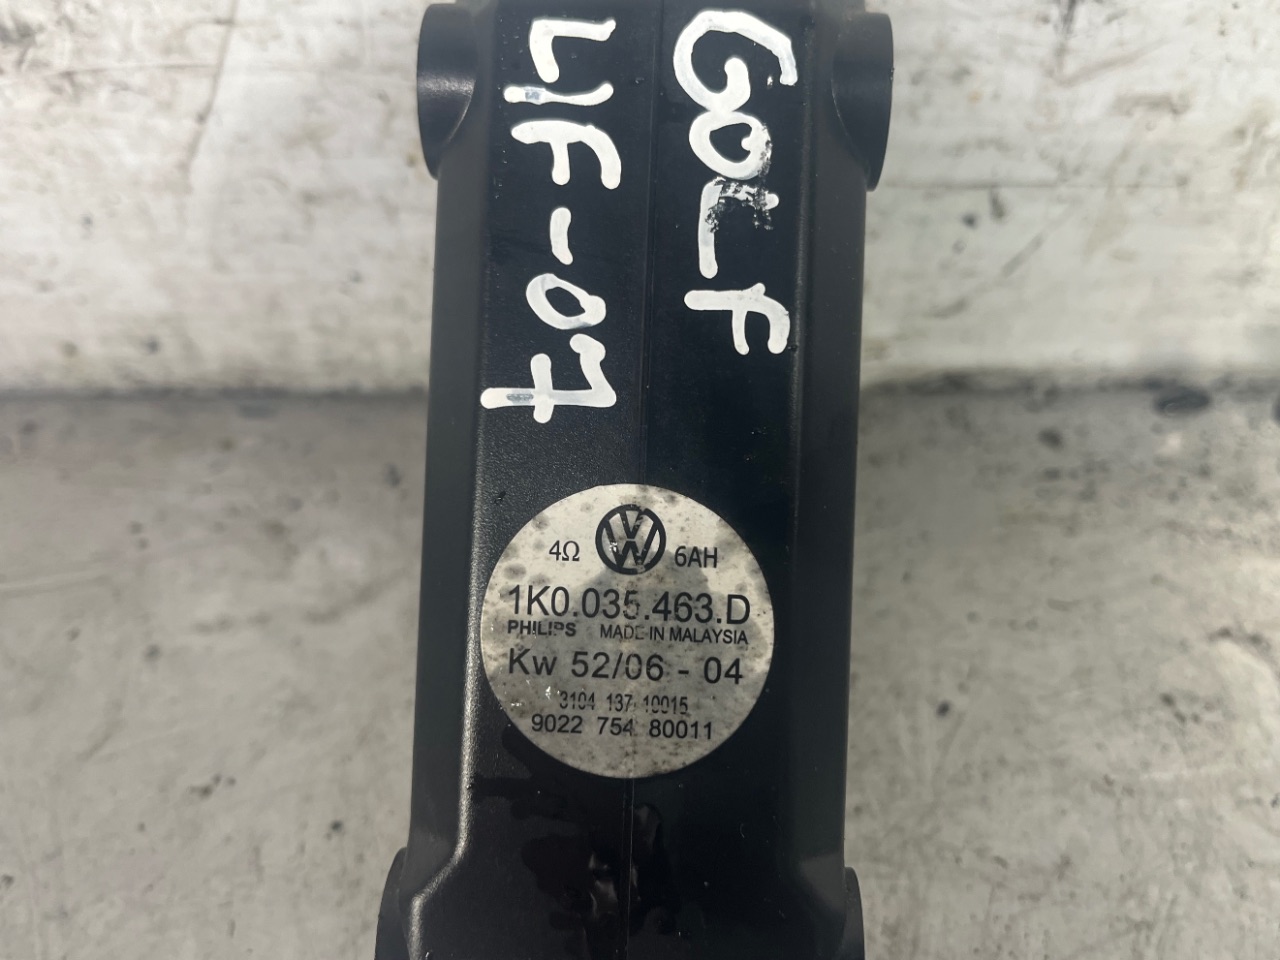 GOLF
L/F-07
4Ω 6AH
1K0.035.463.D
PHILIPS MADE IN MALAYSIA
Kw 52/06 - 04
3104 137 10015
9022 754 80011